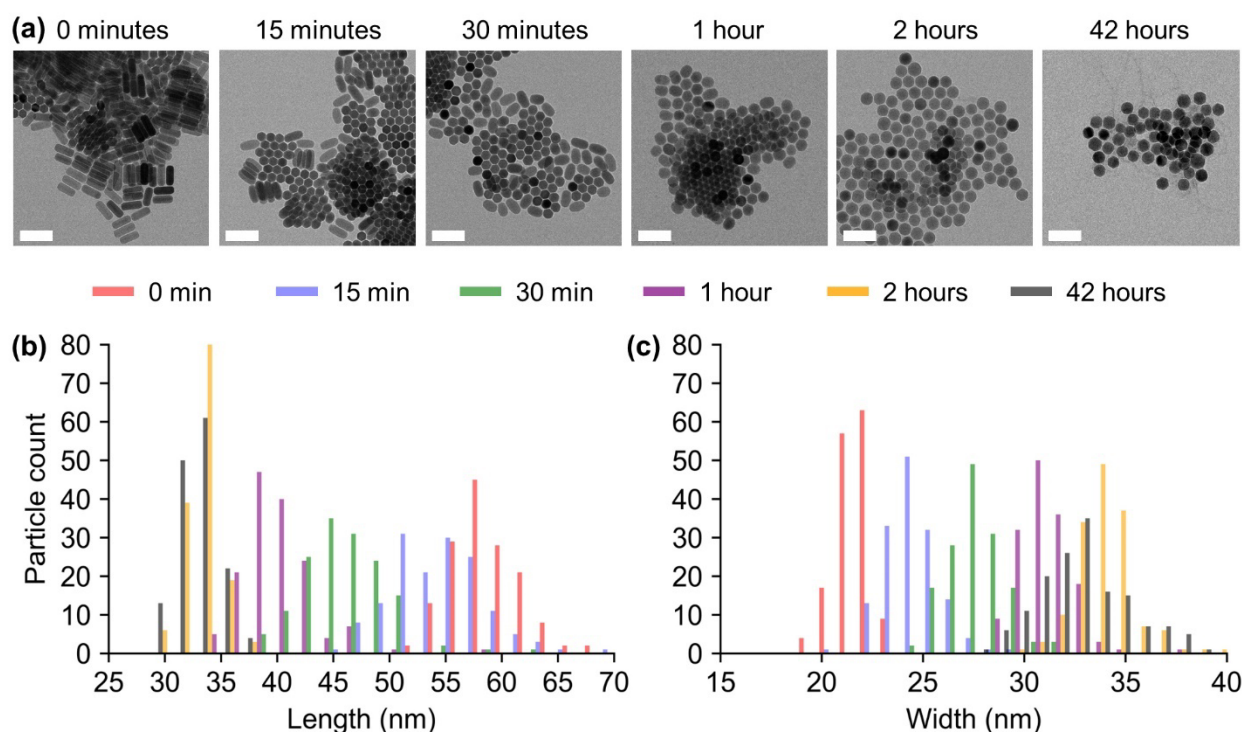 (a) 0 minutes 15 minutes 30 minutes 1 hour 2 hours 42 hours
0 min 15 min 30 min 1 hour 2 hours 42 hours
(b)
80
70
60
50
40
30
20
10
0
Particle count
25 30 35 40 45 50 55 60 65 70
Length (nm)
(c)
80
70
60
50
40
30
20
10
0
15 20 25 30 35 40
Width (nm)